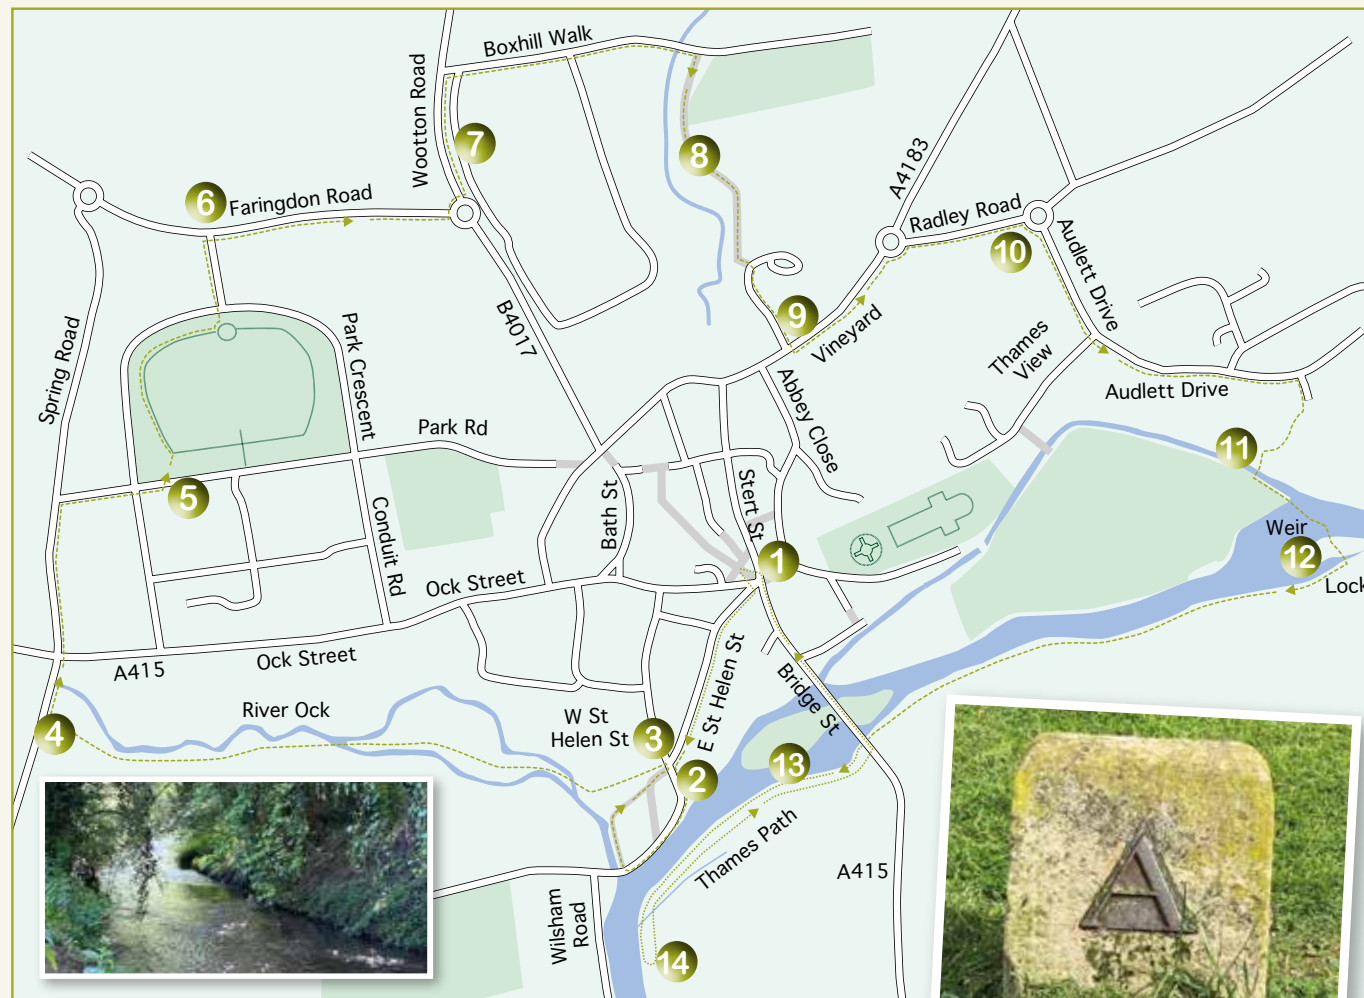 Boxhill Walk
Wootton Road
7
8
A4183
6
Faringdon Road
Radley Road
10
Audlett Drive
B4017
9
Vineyard
Thames
View
Spring Road
Park Crescent
Abbey Close
Audlett Drive
Park Rd
11
5
Bath St
Stert St
Conduit Rd
Weir
12
1
Ock Street
Lock
Ock Street
A415
E St Helen St
Bridge St
River Ock
W St
Helen St
3
4
2
13
Thames Path
A415
Wilsham
Road
14
A